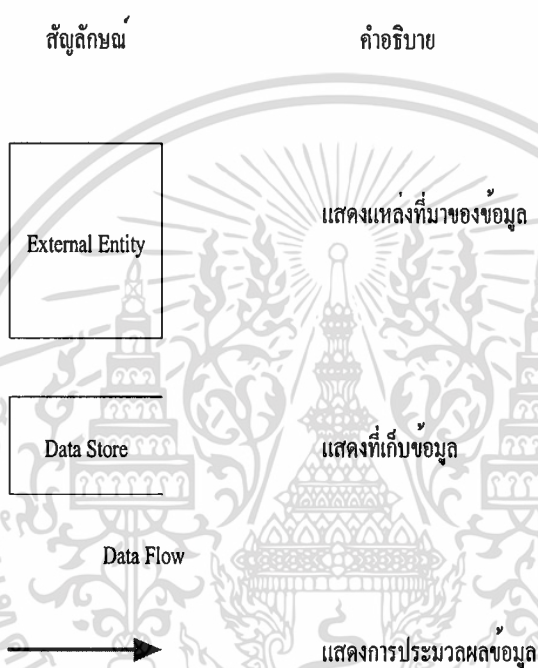 สัญลักษณ์ คำอธิบาย
External Entity แสดงแหล่งที่มาของข้อมูล
Data Store แสดงที่เก็บข้อมูล
Data Flow
แสดงการประมวลผลข้อมูล